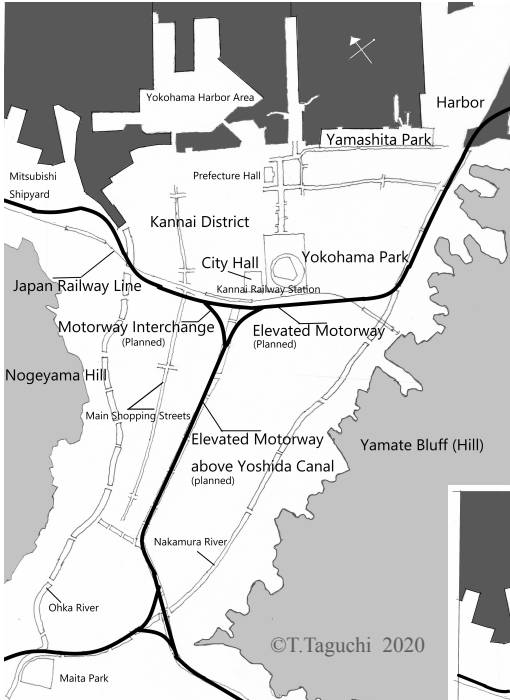 Yokohama Harbor Area
Harbor
Yamashita Park
Mitsubishi
Shipyard
Prefecture Hall
Kannai District
City Hall
Yokohama Park
Japan Railway Line
Kannai Railway Station
Motorway Interchange
(Planned)
Elevated Motorway
(Planned)
Nogeyama Hill
Main Shopping Streets
Elevated Motorway
above Yoshida Canal
(planned)
Yamate Bluff (Hill)
Nakamura River
Ohka River
©T.Taguchi 2020
Maita Park